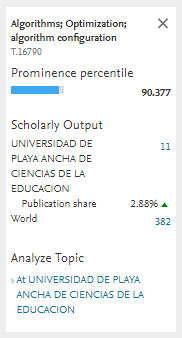 Algorithms; Optimization;
algorithm configuration
T.16790
Prominence percentile
90.377
Scholarly Output
UNIVERSIDAD DE 11
PLAYA ANCHA DE
CIENCIAS DE LA
EDUCACION
Publication share 2.88% ▲
World 382
Analyze Topic
› At UNIVERSIDAD DE PLAYA
ANCHA DE CIENCIAS DE LA
EDUCACION